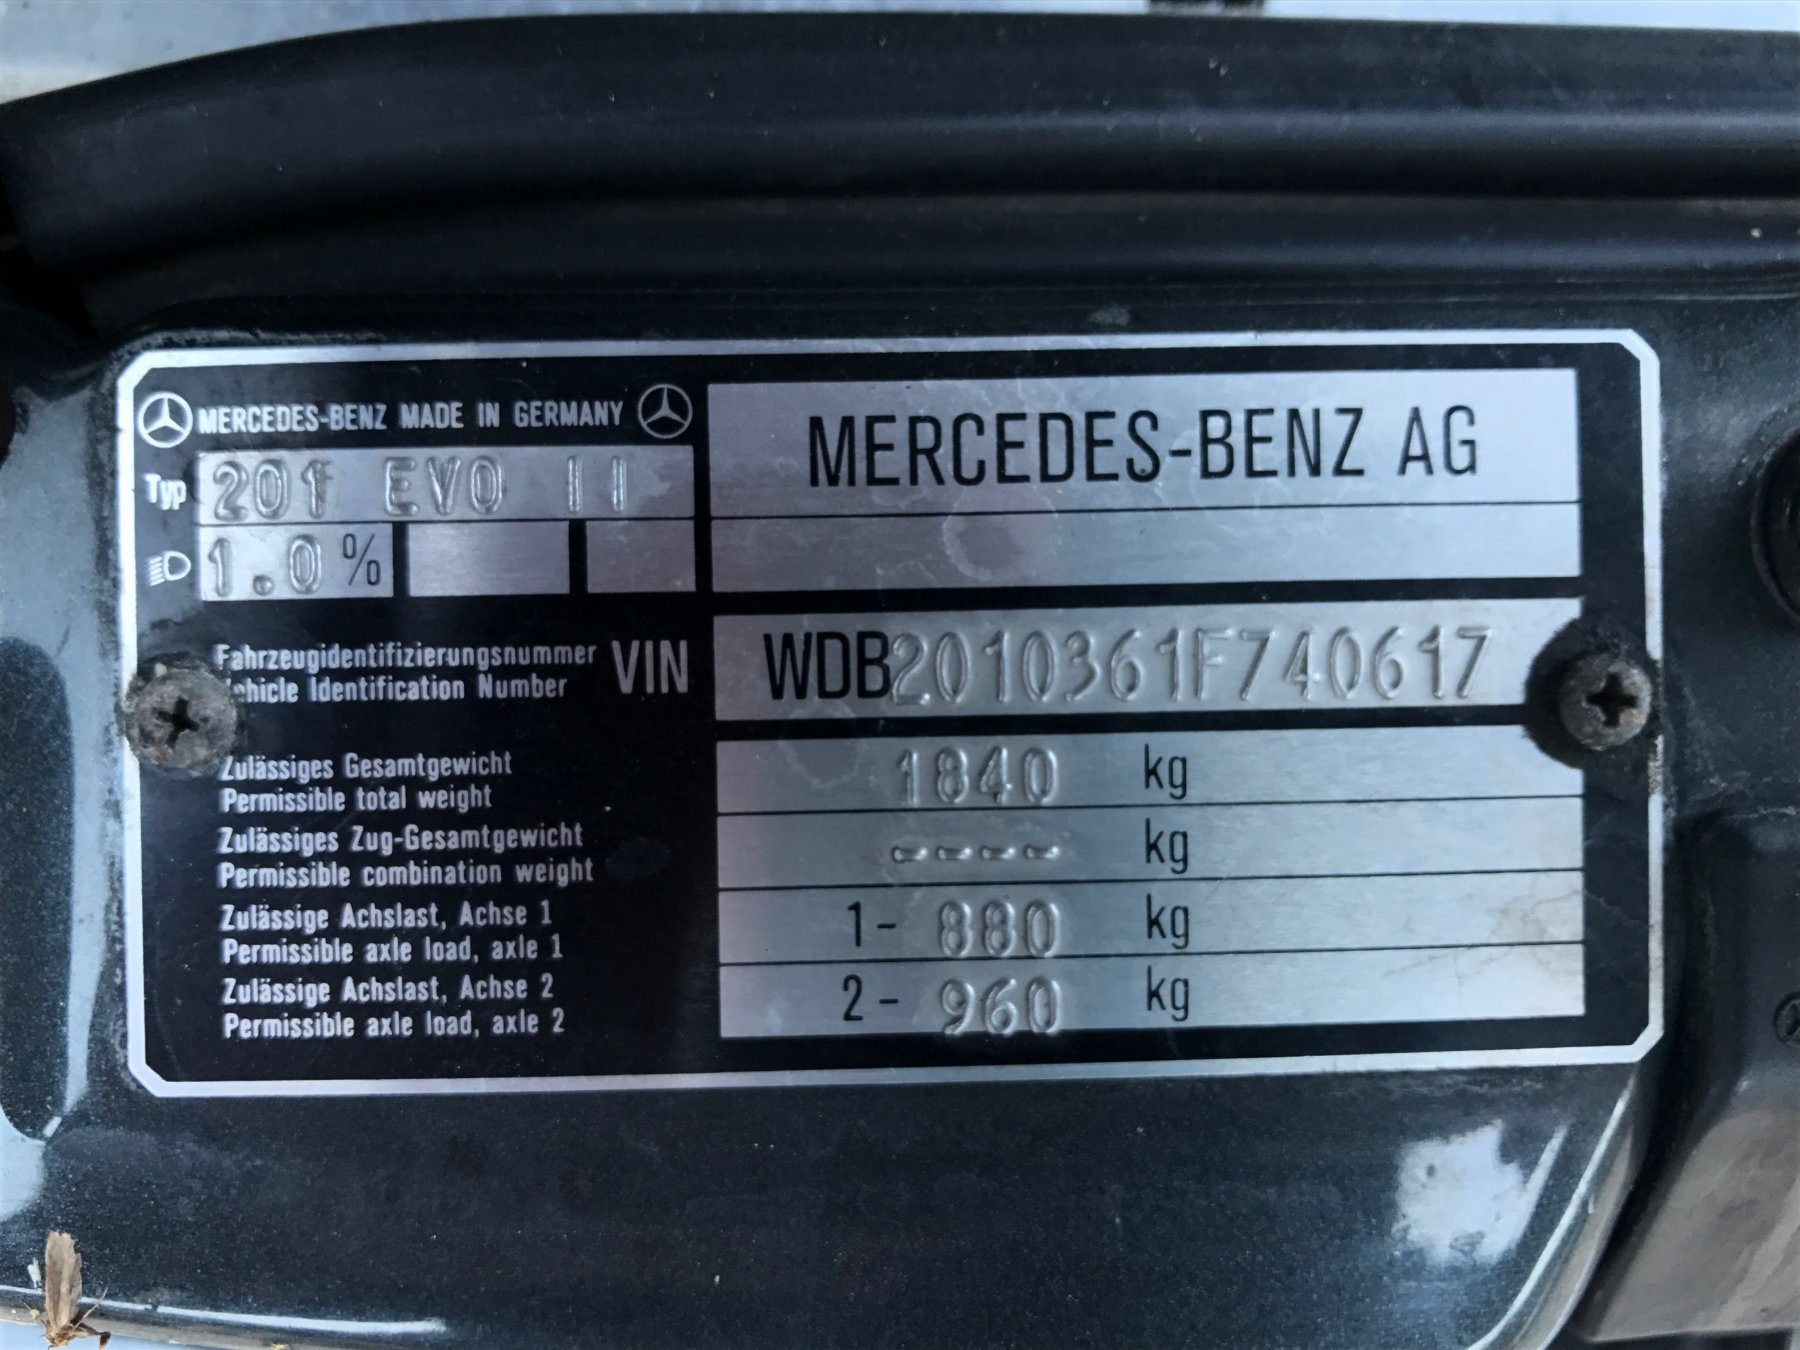 MERCEDES-BENZ MADE IN GERMANY
Typ 201 EVO II
1.0 %
MERCEDES-BENZ AG
Fahrzeugidentifizierungsnummer
Vehicle Identification Number
VIN WDB2010361F740617
Zulässiges Gesamtgewicht
Permissible total weight
1840 kg
Zulässiges Zug-Gesamtgewicht
Permissible combination weight
---- kg
Zulässige Achslast, Achse 1
Permissible axle load, axle 1
1- 880 kg
Zulässige Achslast, Achse 2
Permissible axle load, axle 2
2- 960 kg